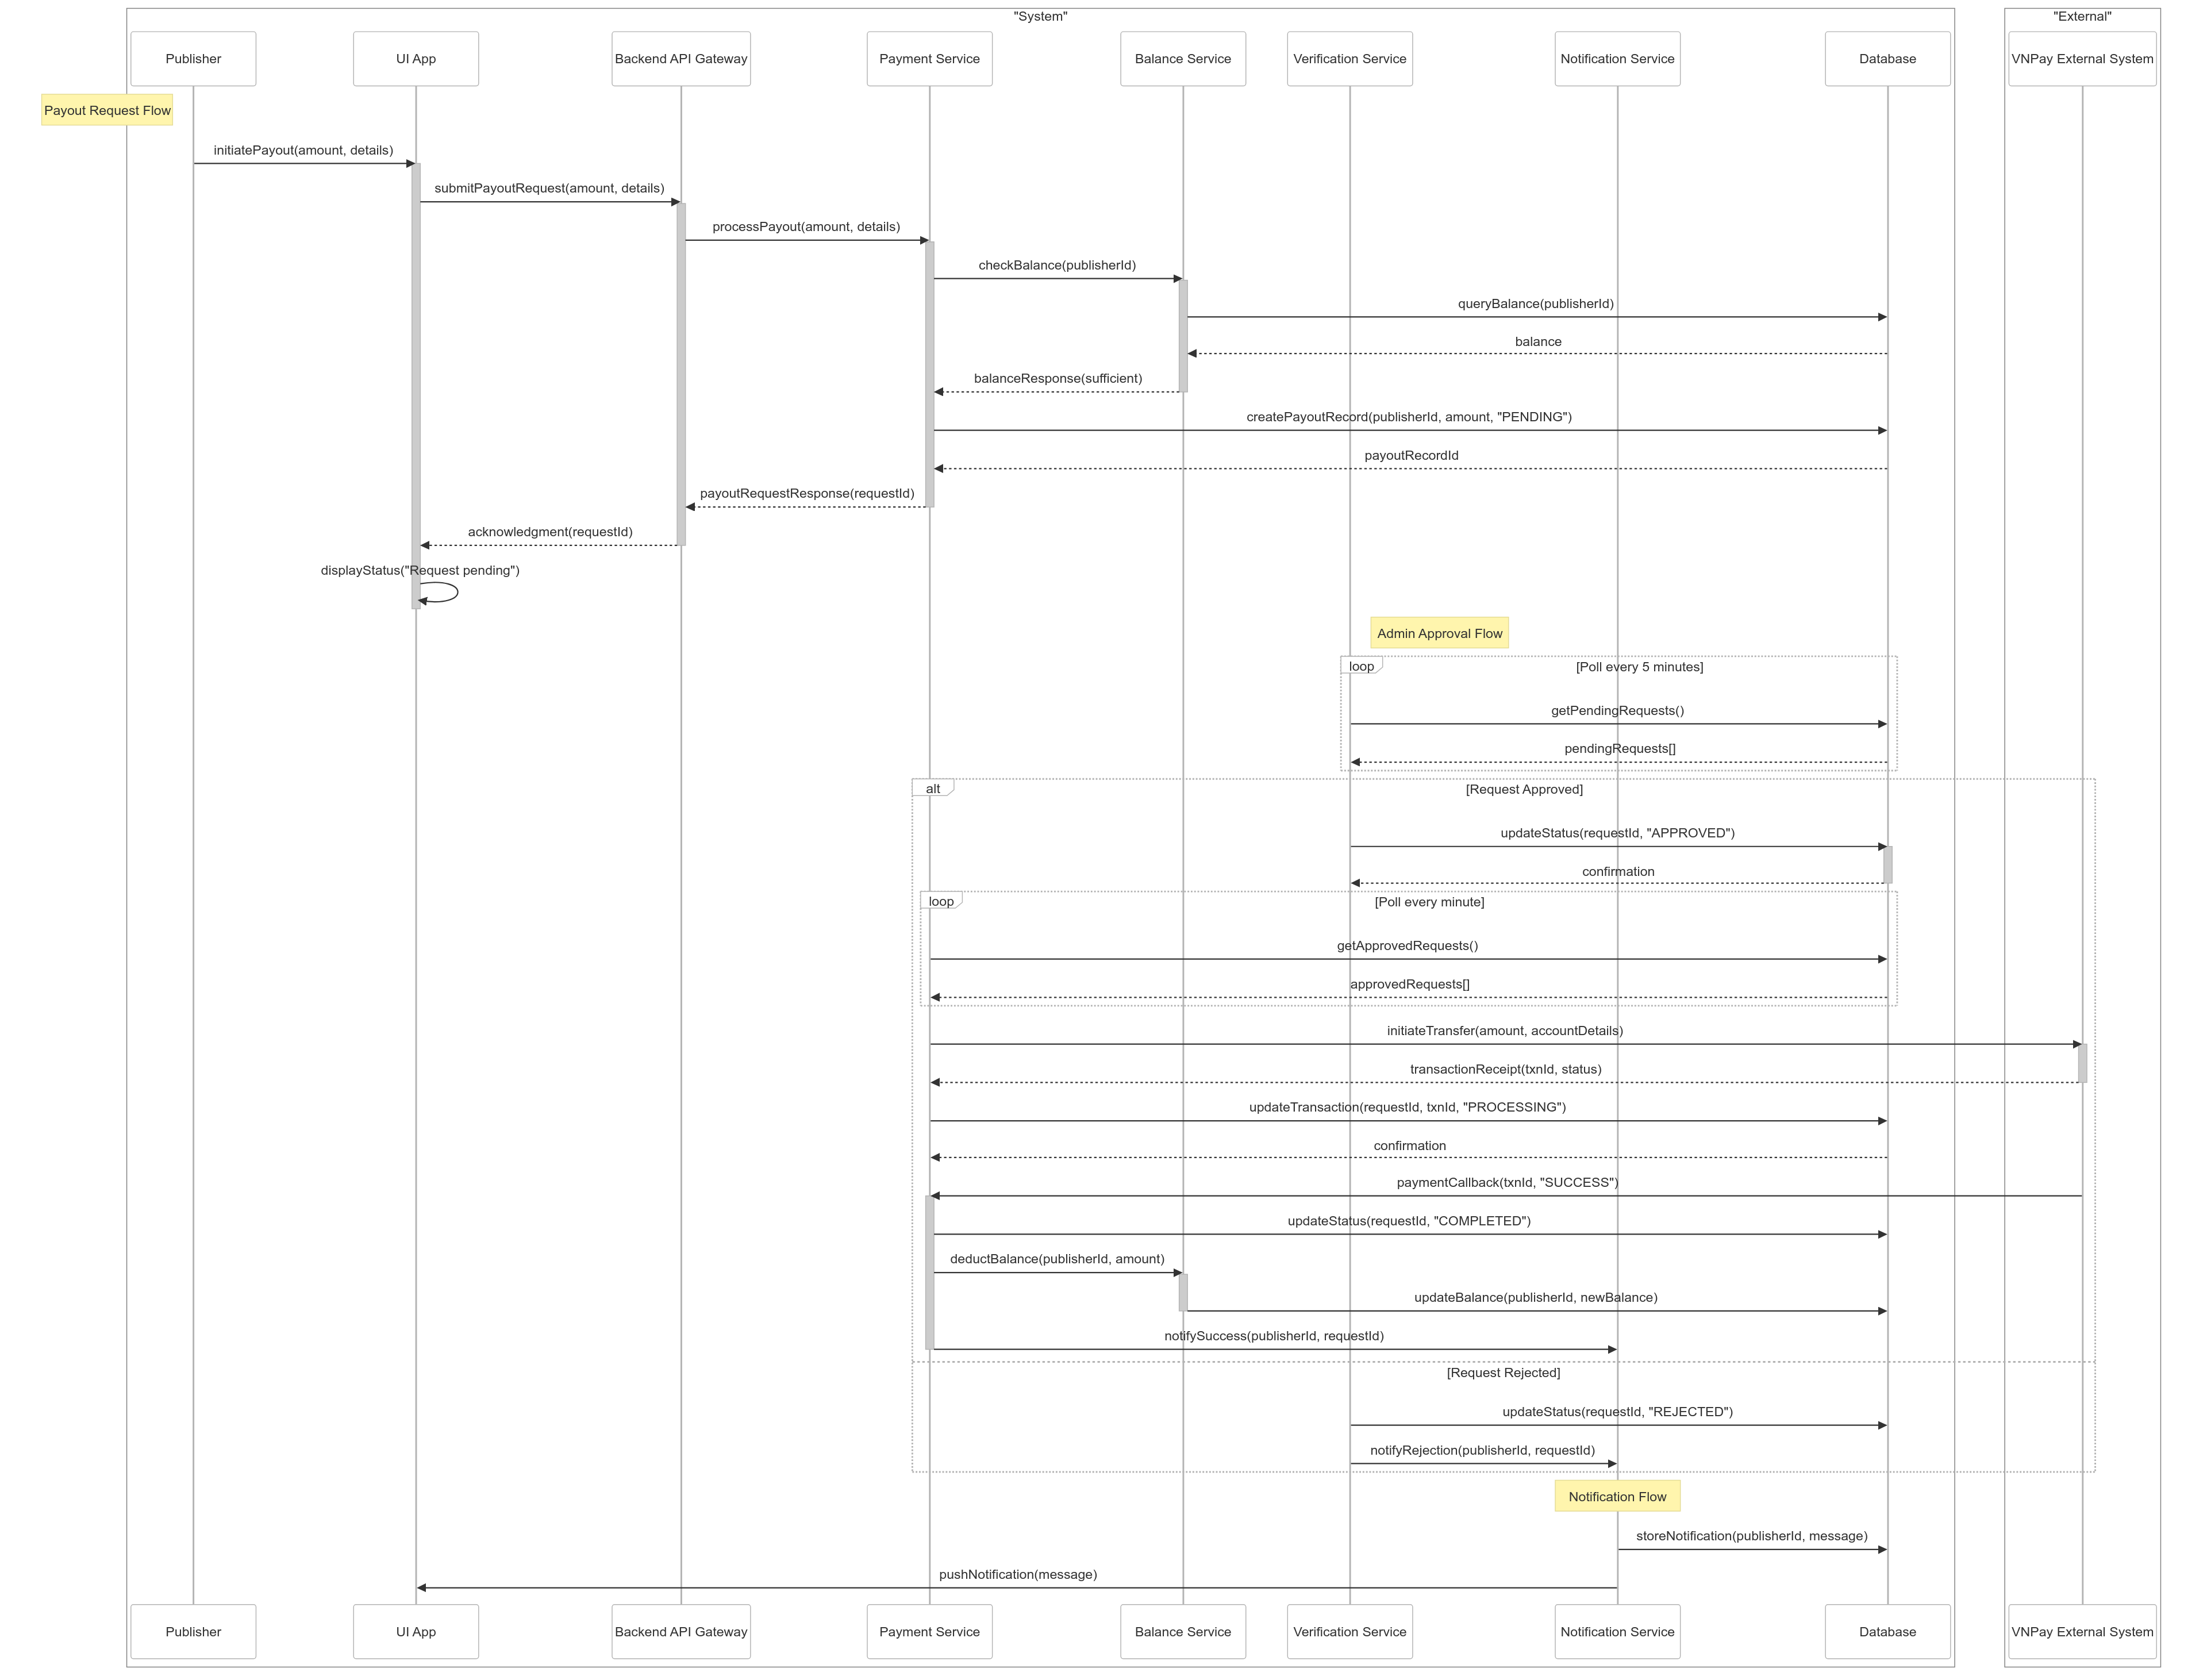 "System"
"External"
Publisher
UI App
Backend API Gateway
Payment Service
Balance Service
Verification Service
Notification Service
Database
VNPay External System
Payout Request Flow
initiatePayout(amount, details)
submitPayoutRequest(amount, details)
processPayout(amount, details)
checkBalance(publisherId)
queryBalance(publisherId)
balance
balanceResponse(sufficient)
createPayoutRecord(publisherId, amount, "PENDING")
payoutRecordId
payoutRequestResponse(requestId)
acknowledgment(requestId)
displayStatus("Request pending")
Admin Approval Flow
loop
[Poll every 5 minutes]
getPendingRequests()
pendingRequests[]
alt
[Request Approved]
updateStatus(requestId, "APPROVED")
confirmation
loop
[Poll every minute]
getApprovedRequests()
approvedRequests[]
initiateTransfer(amount, accountDetails)
transactionReceipt(txnId, status)
updateTransaction(requestId, txnId, "PROCESSING")
confirmation
paymentCallback(txnId, "SUCCESS")
updateStatus(requestId, "COMPLETED")
deductBalance(publisherId, amount)
updateBalance(publisherId, newBalance)
notifySuccess(publisherId, requestId)
[Request Rejected]
updateStatus(requestId, "REJECTED")
notifyRejection(publisherId, requestId)
Notification Flow
storeNotification(publisherId, message)
pushNotification(message)
Publisher
UI App
Backend API Gateway
Payment Service
Balance Service
Verification Service
Notification Service
Database
VNPay External System